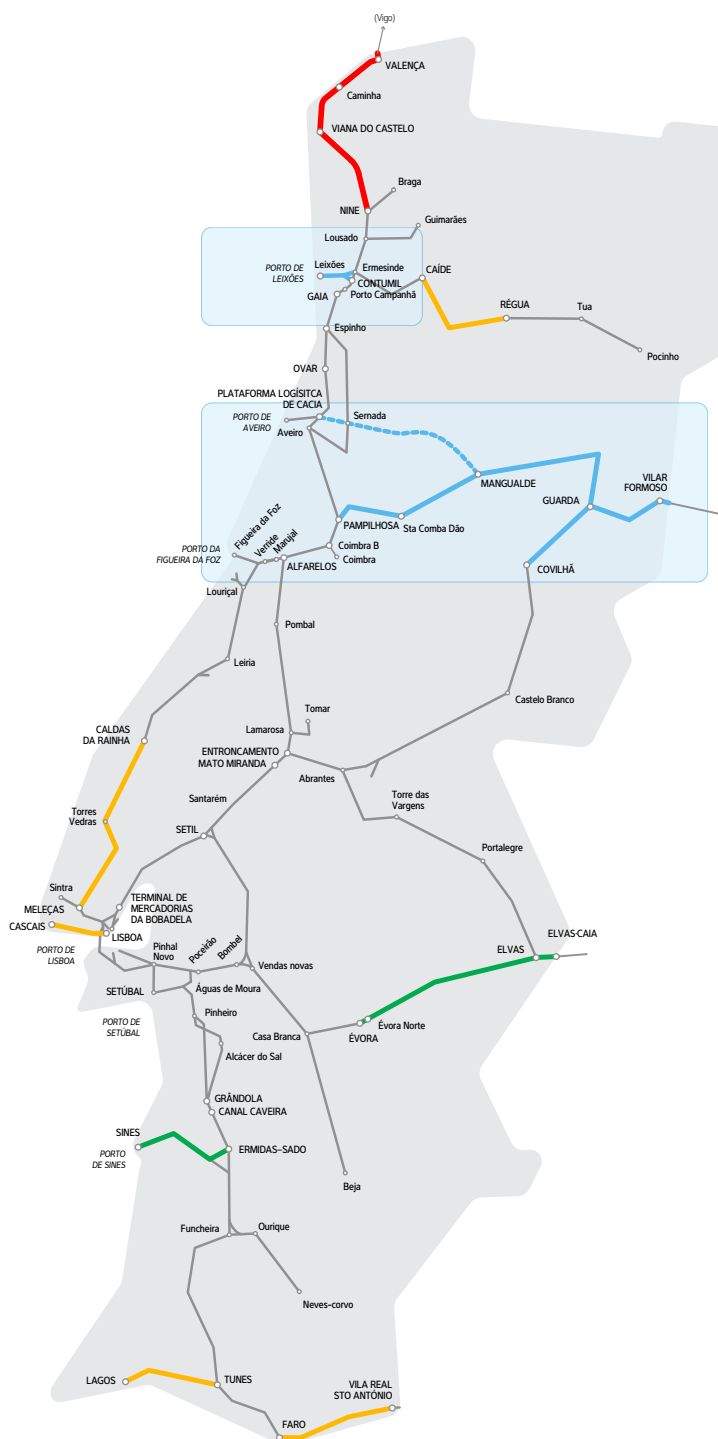 (Vigo)
VALENÇA
Caminha
VIANA DO CASTELO
Braga
NINE
Guimarães
Lousado
PORTO DE
LEIXÕES
Leixões
Ermesinde
CAÍDE
CONTUMIL
Porto Campanhã
GAIA
RÉGUA
Tua
Espinho
Pocinho
OVAR
PLATAFORMA LOGÍSITCA
DE CACIA
PORTO DE
AVEIRO
Sernada
Aveiro
MANGUALDE
VILAR
FORMOSO
GUARDA
PAMPILHOSA
Sta Comba Dão
Figueira da Foz
Verride
Marujal
PORTO DA
FIGUEIRA DA FOZ
Coimbra B
Coimbra
ALFARELOS
COVILHÃ
Louriçal
Pombal
Leiria
Castelo Branco
Tomar
CALDAS
DA RAINHA
Lamarosa
ENTRONCAMENTO
MATO MIRANDA
Abrantes
Santarém
Torre das
Vargens
Torres
Vedras
SETIL
Portalegre
Sintra
MELEÇAS
TERMINAL DE
MERCADORIAS
DA BOBADELA
CASCAIS
LISBOA
PORTO DE
LISBOA
Pinhal
Novo
Poceirão
Bombel
Vendas novas
ELVAS-CAIA
ELVAS
SETÚBAL
Águas de Moura
PORTO DE
SETÚBAL
Pinheiro
Casa Branca
Évora Norte
ÉVORA
Alcácer do Sal
GRÂNDOLA
CANAL CAVEIRA
SINES
PORTO
DE SINES
ERMIDAS-SADO
Beja
Funcheira
Ourique
Neves-corvo
LAGOS
TUNES
VILA REAL
STO ANTÓNIO
FARO